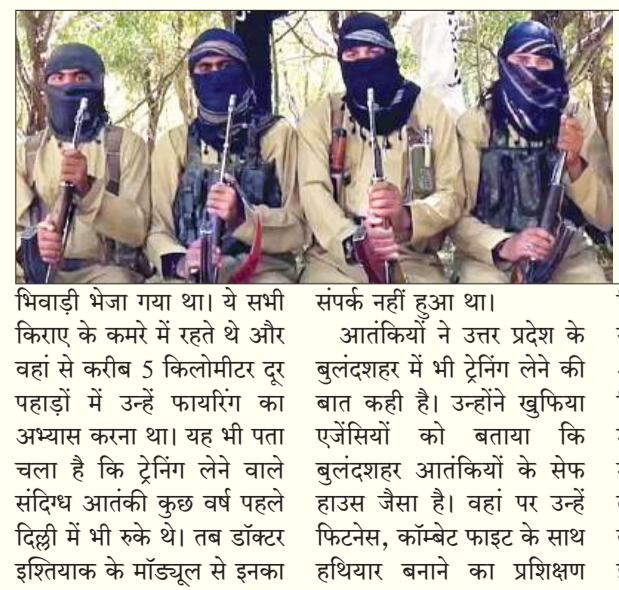 भिवाड़ी भेजा गया था। ये सभी
किराए के कमरे में रहते थे और
वहां से करीब 5 किलोमीटर दूर
पहाड़ों में उन्हें फायरिंग का
अभ्यास करना था। यह भी पता
चला है कि ट्रेनिंग लेने वाले
संदिग्ध आतंकी कुछ वर्ष पहले
दिल्ली में भी रुके थे। तब डॉक्टर
इश्तियाक के मॉड्यूल से इनका
संपर्क नहीं हुआ था।
आतंकियों ने उत्तर प्रदेश के
बुलंदशहर में भी ट्रेनिंग लेने की
बात कही है। उन्होंने खुफिया
एजेंसियों को बताया कि
बुलंदशहर आतंकियों के सेफ
हाउस जैसा है। वहां पर उन्हें
फिटनेस, कॉम्बेट फाइट के साथ
हथियार बनाने का प्रशिक्षण